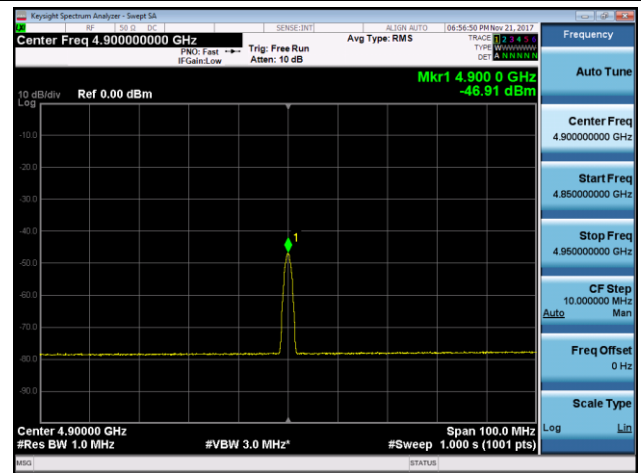 Keysight Spectrum Analyzer - Swept SA
RF 50 Ω DC SENSE:INT ALIGN AUTO 06:56:50 PM Nov 21, 2017
Center Freq 4.900000000 GHz
PNO: Fast
IFGain:Low
Trig: Free Run
Atten: 10 dB
Avg Type: RMS
TRACE 1 2 3 4 5 6
TYPE WWWWWW
DET A NNNNN
Mkr1 4.900 0 GHz
-46.91 dBm
10 dB/div Ref 0.00 dBm
Log
-10.0
-20.0
-30.0
-40.0
-50.0
-60.0
-70.0
-80.0
-90.0
1
Center 4.90000 GHz Span 100.0 MHz
#Res BW 1.0 MHz #VBW 3.0 MHz* #Sweep 1.000 s (1001 pts)
MSG STATUS
Frequency
Auto Tune
Center Freq
4.900000000 GHz
Start Freq
4.850000000 GHz
Stop Freq
4.950000000 GHz
CF Step
10.000000 MHz
Auto Man
Freq Offset
0 Hz
Scale Type
Log Lin